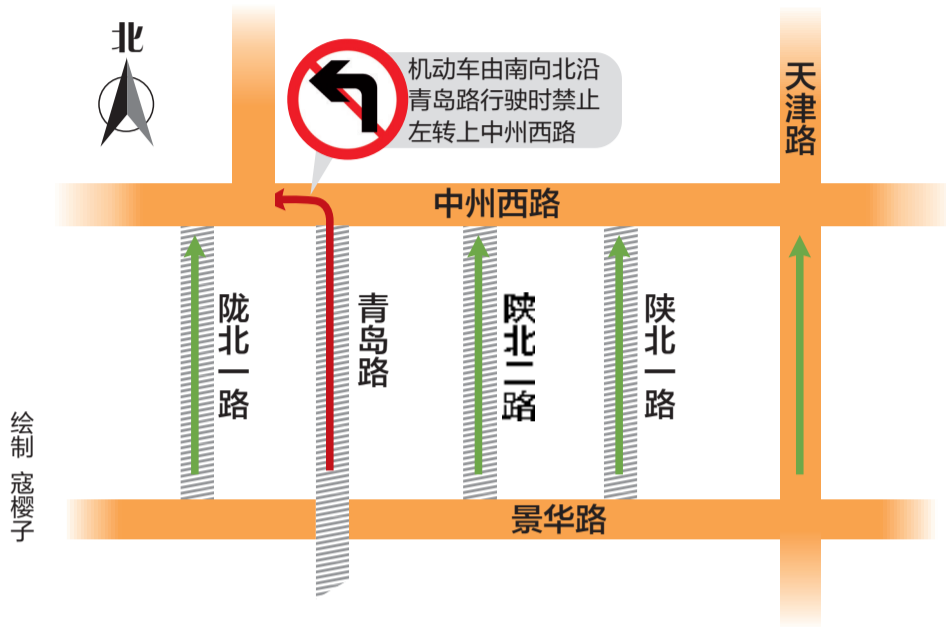 北
机动车由南向北沿
青岛路行驶时禁止
左转上中州西路
天津路
中州西路
陇北一路
青岛路
陕北二路
陕北一路
景华路
绘制 寇樱子